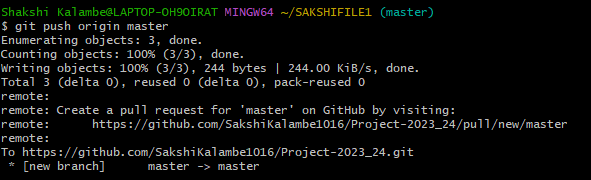 Shakshi Kalambe@LAPTOP-OH9OIRAT MINGW64 ~/SAKSHIFILE1 (master)
$ git push origin master
Enumerating objects: 3, done.
Counting objects: 100% (3/3), done.
Writing objects: 100% (3/3), 244 bytes | 244.00 KiB/s, done.
Total 3 (delta 0), reused 0 (delta 0), pack-reused 0
remote:
remote: Create a pull request for 'master' on GitHub by visiting:
remote:      https://github.com/SakshiKalambe1016/Project-2023_24/pull/new/master
remote:
To https://github.com/SakshiKalambe1016/Project-2023_24.git
 * [new branch]      master -> master